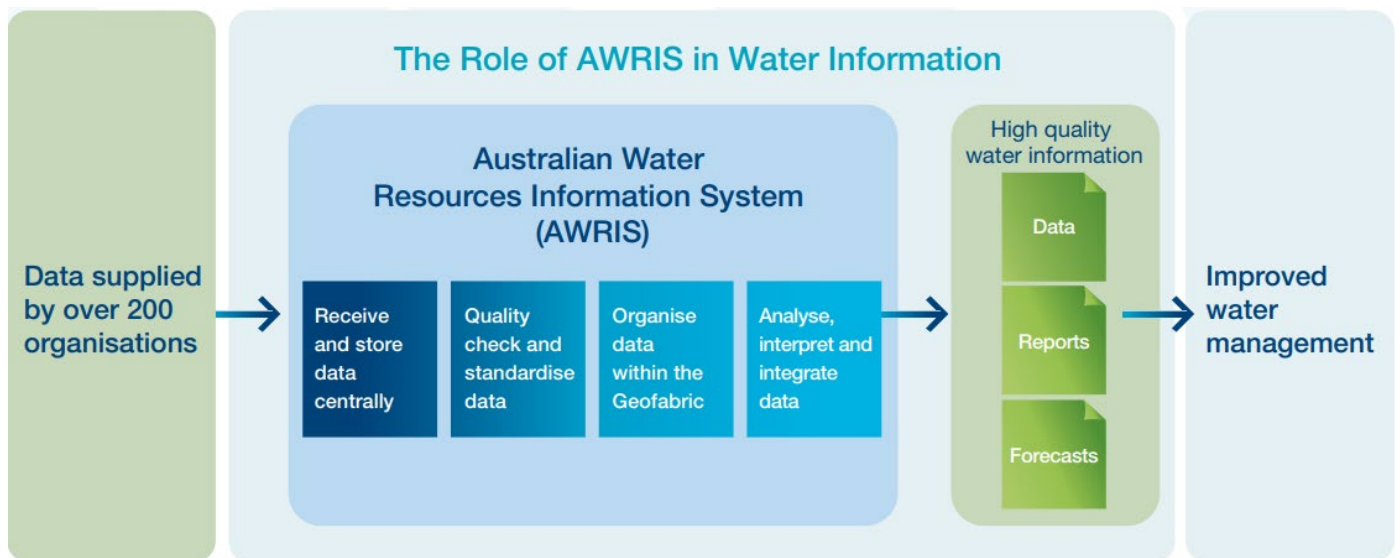 The Role of AWRIS in Water Information
Data supplied
by over 200
organisations
Australian Water
Resources Information System
(AWRIS)
Receive
and store
data
centrally
Quality
check and
standardise
data
Organise
data
within the
Geofabric
Analyse,
interpret and
integrate
data
High quality
water information
Data
Reports
Forecasts
Improved
water
management